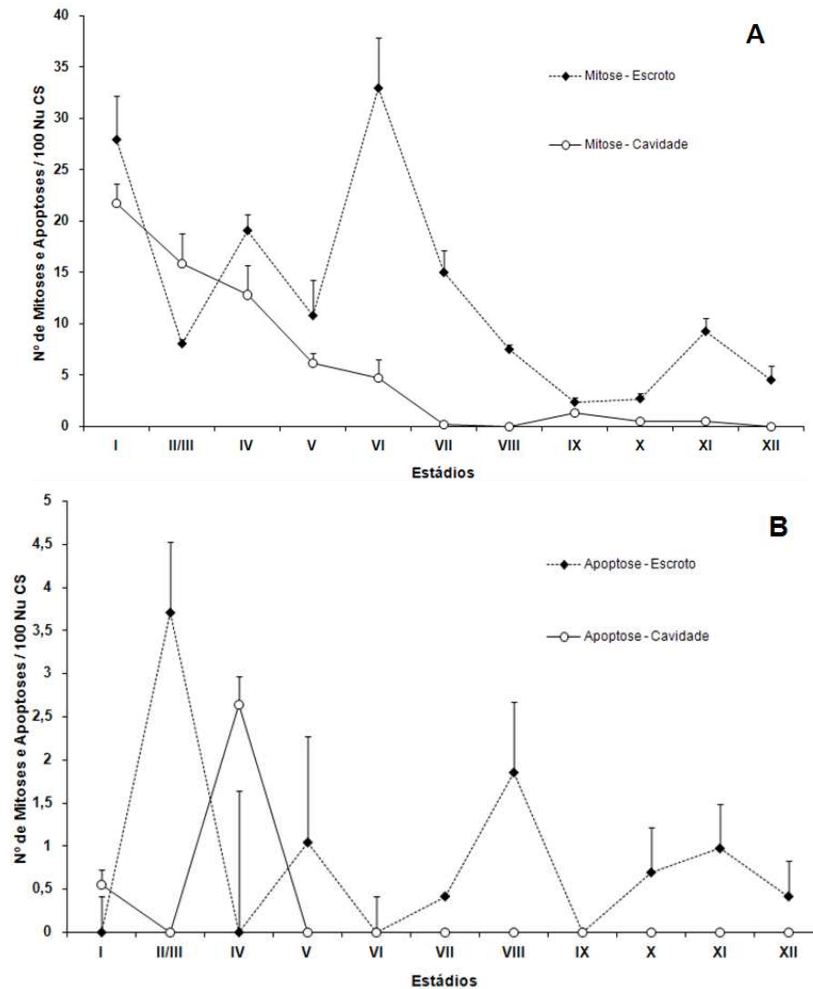 A
Nº de Mitoses e Apoptoses / 100 Nu CS
40
35
30
25
20
15
10
5
0
Mitose - Escroto
Mitose - Cavidade
I II/III IV V VI VII VIII IX X XI XII
Estádios
B
Nº de Mitoses e Apoptoses / 100 Nu CS
5
4,5
4
3,5
3
2,5
2
1,5
1
0,5
0
Apoptose - Escroto
Apoptose - Cavidade
I II/III IV V VI VII VIII IX X XI XII
Estádios